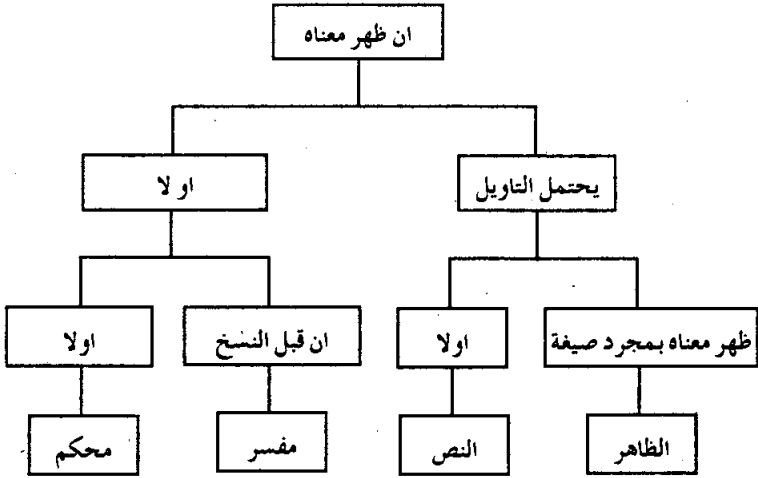 ان ظهر معناه
يحتمل التاويل
او لا
ظهر معناه بمجرد صيغة
اولا
ان قبل النسخ
اولا
الظاهر
النص
مفسر
محكم